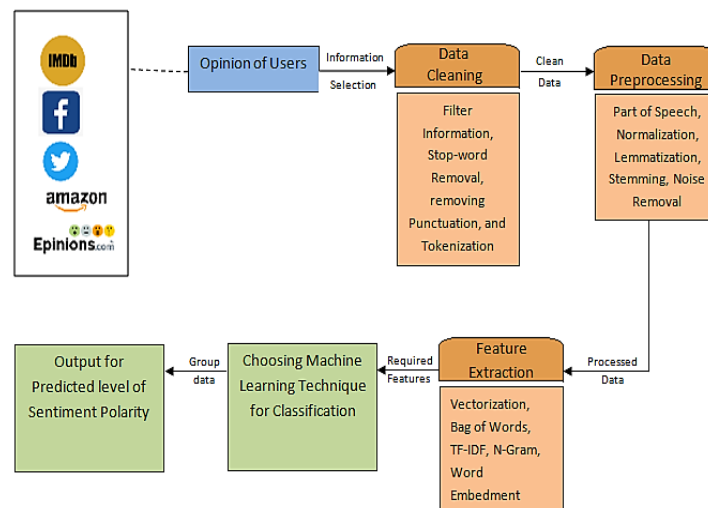 IMDb
f
amazon
Epinions.com
Opinion of Users
Information
Selection
Data
Cleaning
Filter
Information,
Stop-word
Removal,
removing
Punctuation, and
Tokenization
Clean
Data
Data
Preprocessing
Part of Speech,
Normalization,
Lemmatization,
Stemming, Noise
Removal
Processed
Data
Feature
Extraction
Vectorization,
Bag of Words,
TF-IDF, N-Gram,
Word
Embedment
Required
Features
Choosing Machine
Learning Technique
for Classification
Group
data
Output for
Predicted level of
Sentiment Polarity